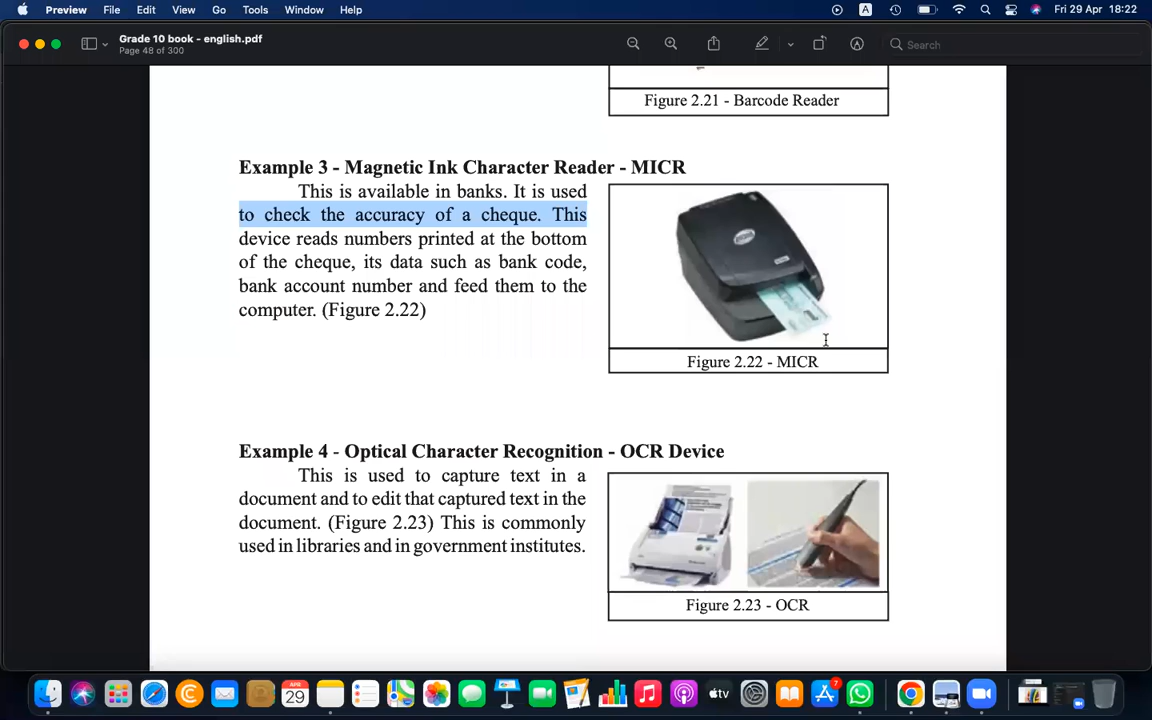 Preview File Edit View Go Tools Window Help A Fri 29 Apr 18:22
Grade 10 book - english.pdf
Page 48 of 300
Search
Figure 2.21 - Barcode Reader
Example 3 - Magnetic Ink Character Reader - MICR
This is available in banks. It is used
to check the accuracy of a cheque. This
device reads numbers printed at the bottom
of the cheque, its data such as bank code,
bank account number and feed them to the
computer. (Figure 2.22)
Figure 2.22 - MICR
Example 4 - Optical Character Recognition - OCR Device
This is used to capture text in a
document and to edit that captured text in the
document. (Figure 2.23) This is commonly
used in libraries and in government institutes.
Figure 2.23 - OCR
APR
29
tv
7